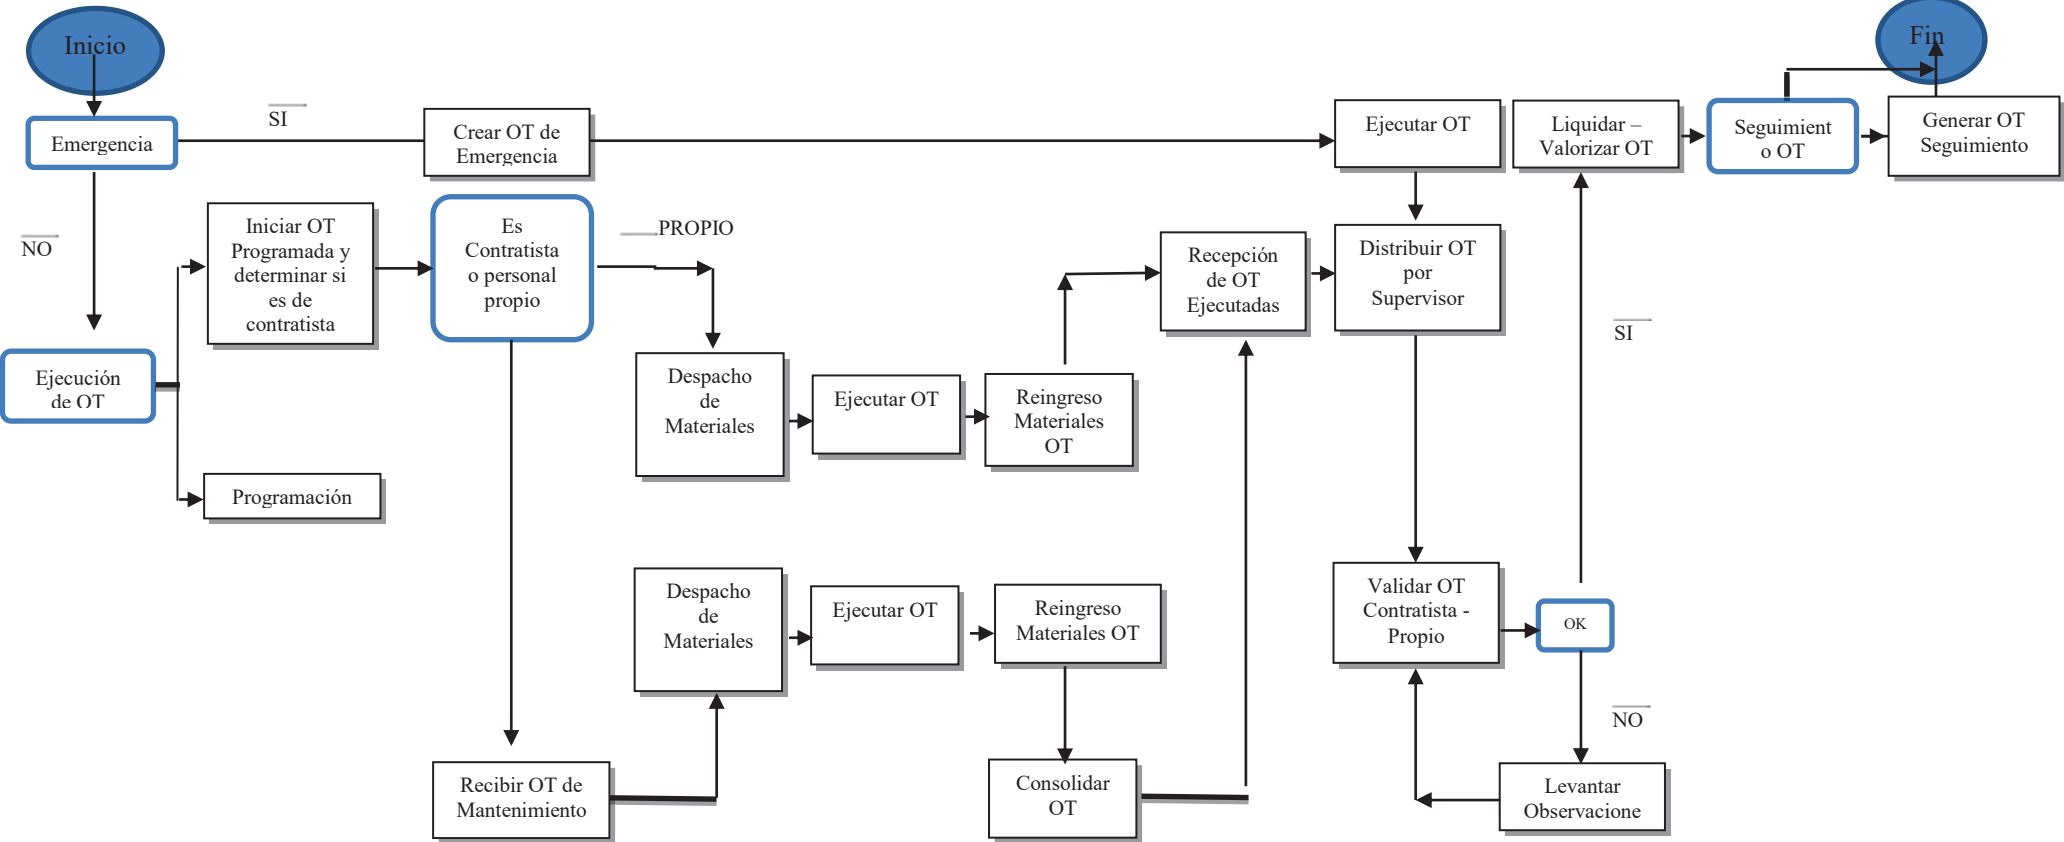 Inicio
Fin
SI
Emergencia
Crear OT de
Emergencia
Ejecutar OT
Liquidar –
Valorizar OT
Seguimient
o OT
Generar OT
Seguimiento
NO
Iniciar OT
Programada y
determinar si
es de
contratista
Es
Contratista
o personal
propio
PROPIO
Recepción
de OT
Ejecutadas
Distribuir OT
por
Supervisor
SI
Ejecución
de OT
Despacho
de
Materiales
Ejecutar OT
Reingreso
Materiales
OT
Programación
Despacho
de
Materiales
Ejecutar OT
Reingreso
Materiales OT
Validar OT
Contratista -
Propio
OK
NO
Recibir OT de
Mantenimiento
Consolidar
OT
Levantar
Observacione